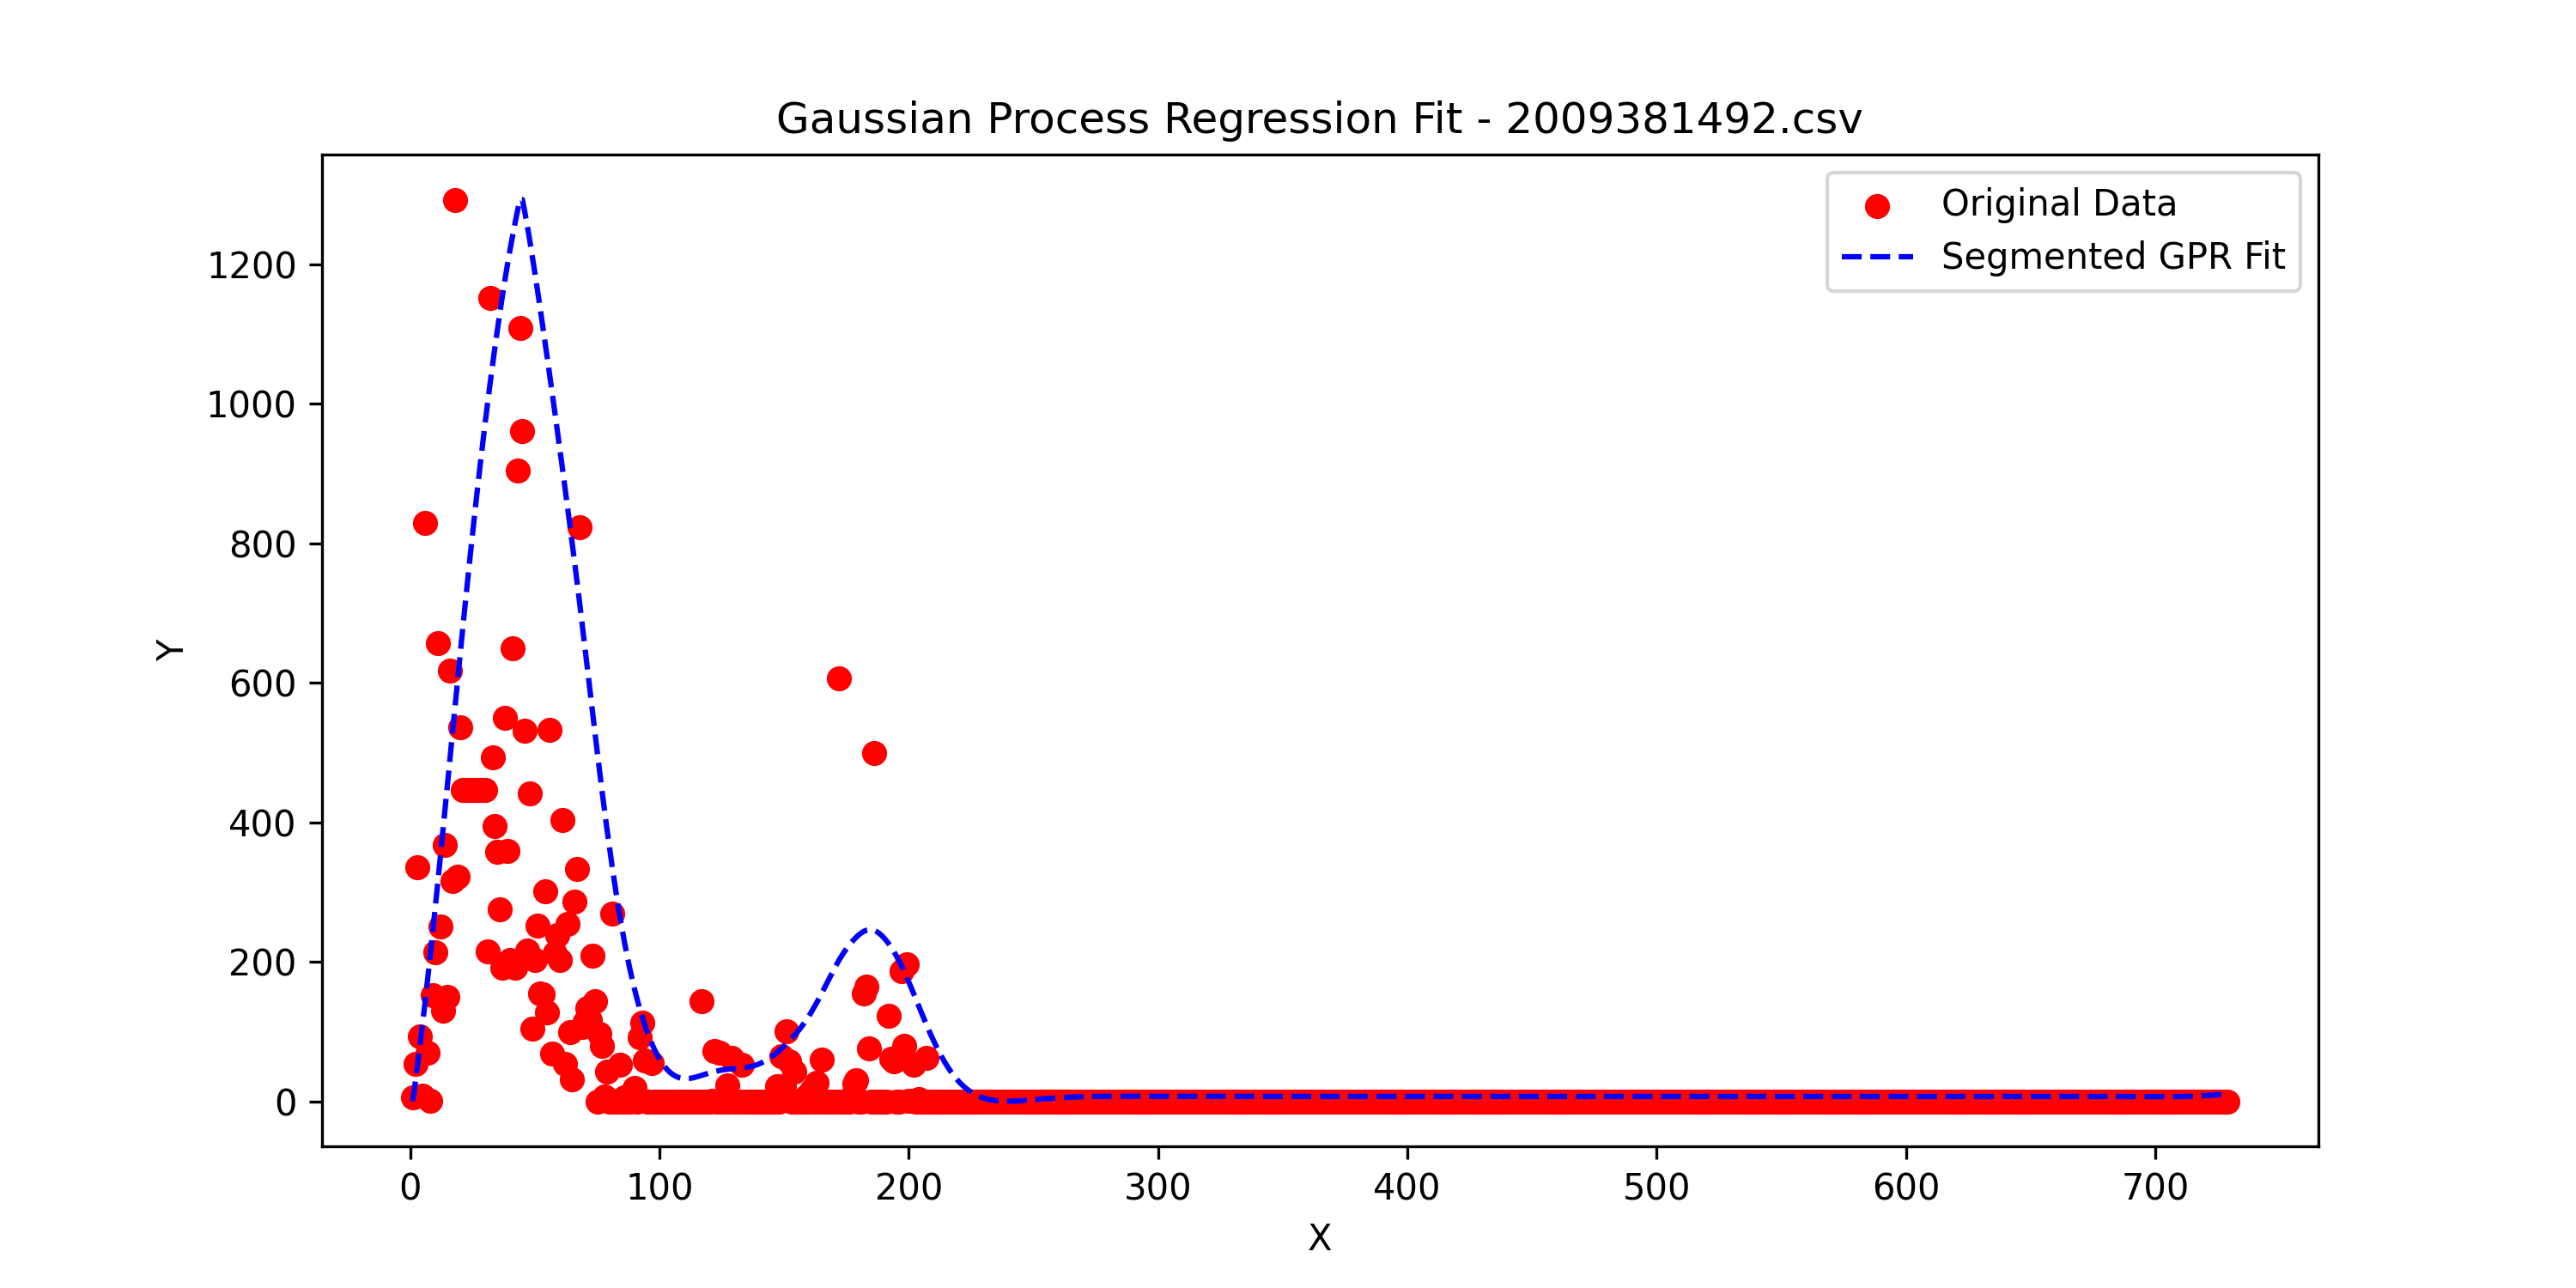 Gaussian Process Regression Fit - 2009381492.csv
Original Data
Segmented GPR Fit
1200
1000
800
600
400
200
0
Y
0 100 200 300 400 500 600 700
X